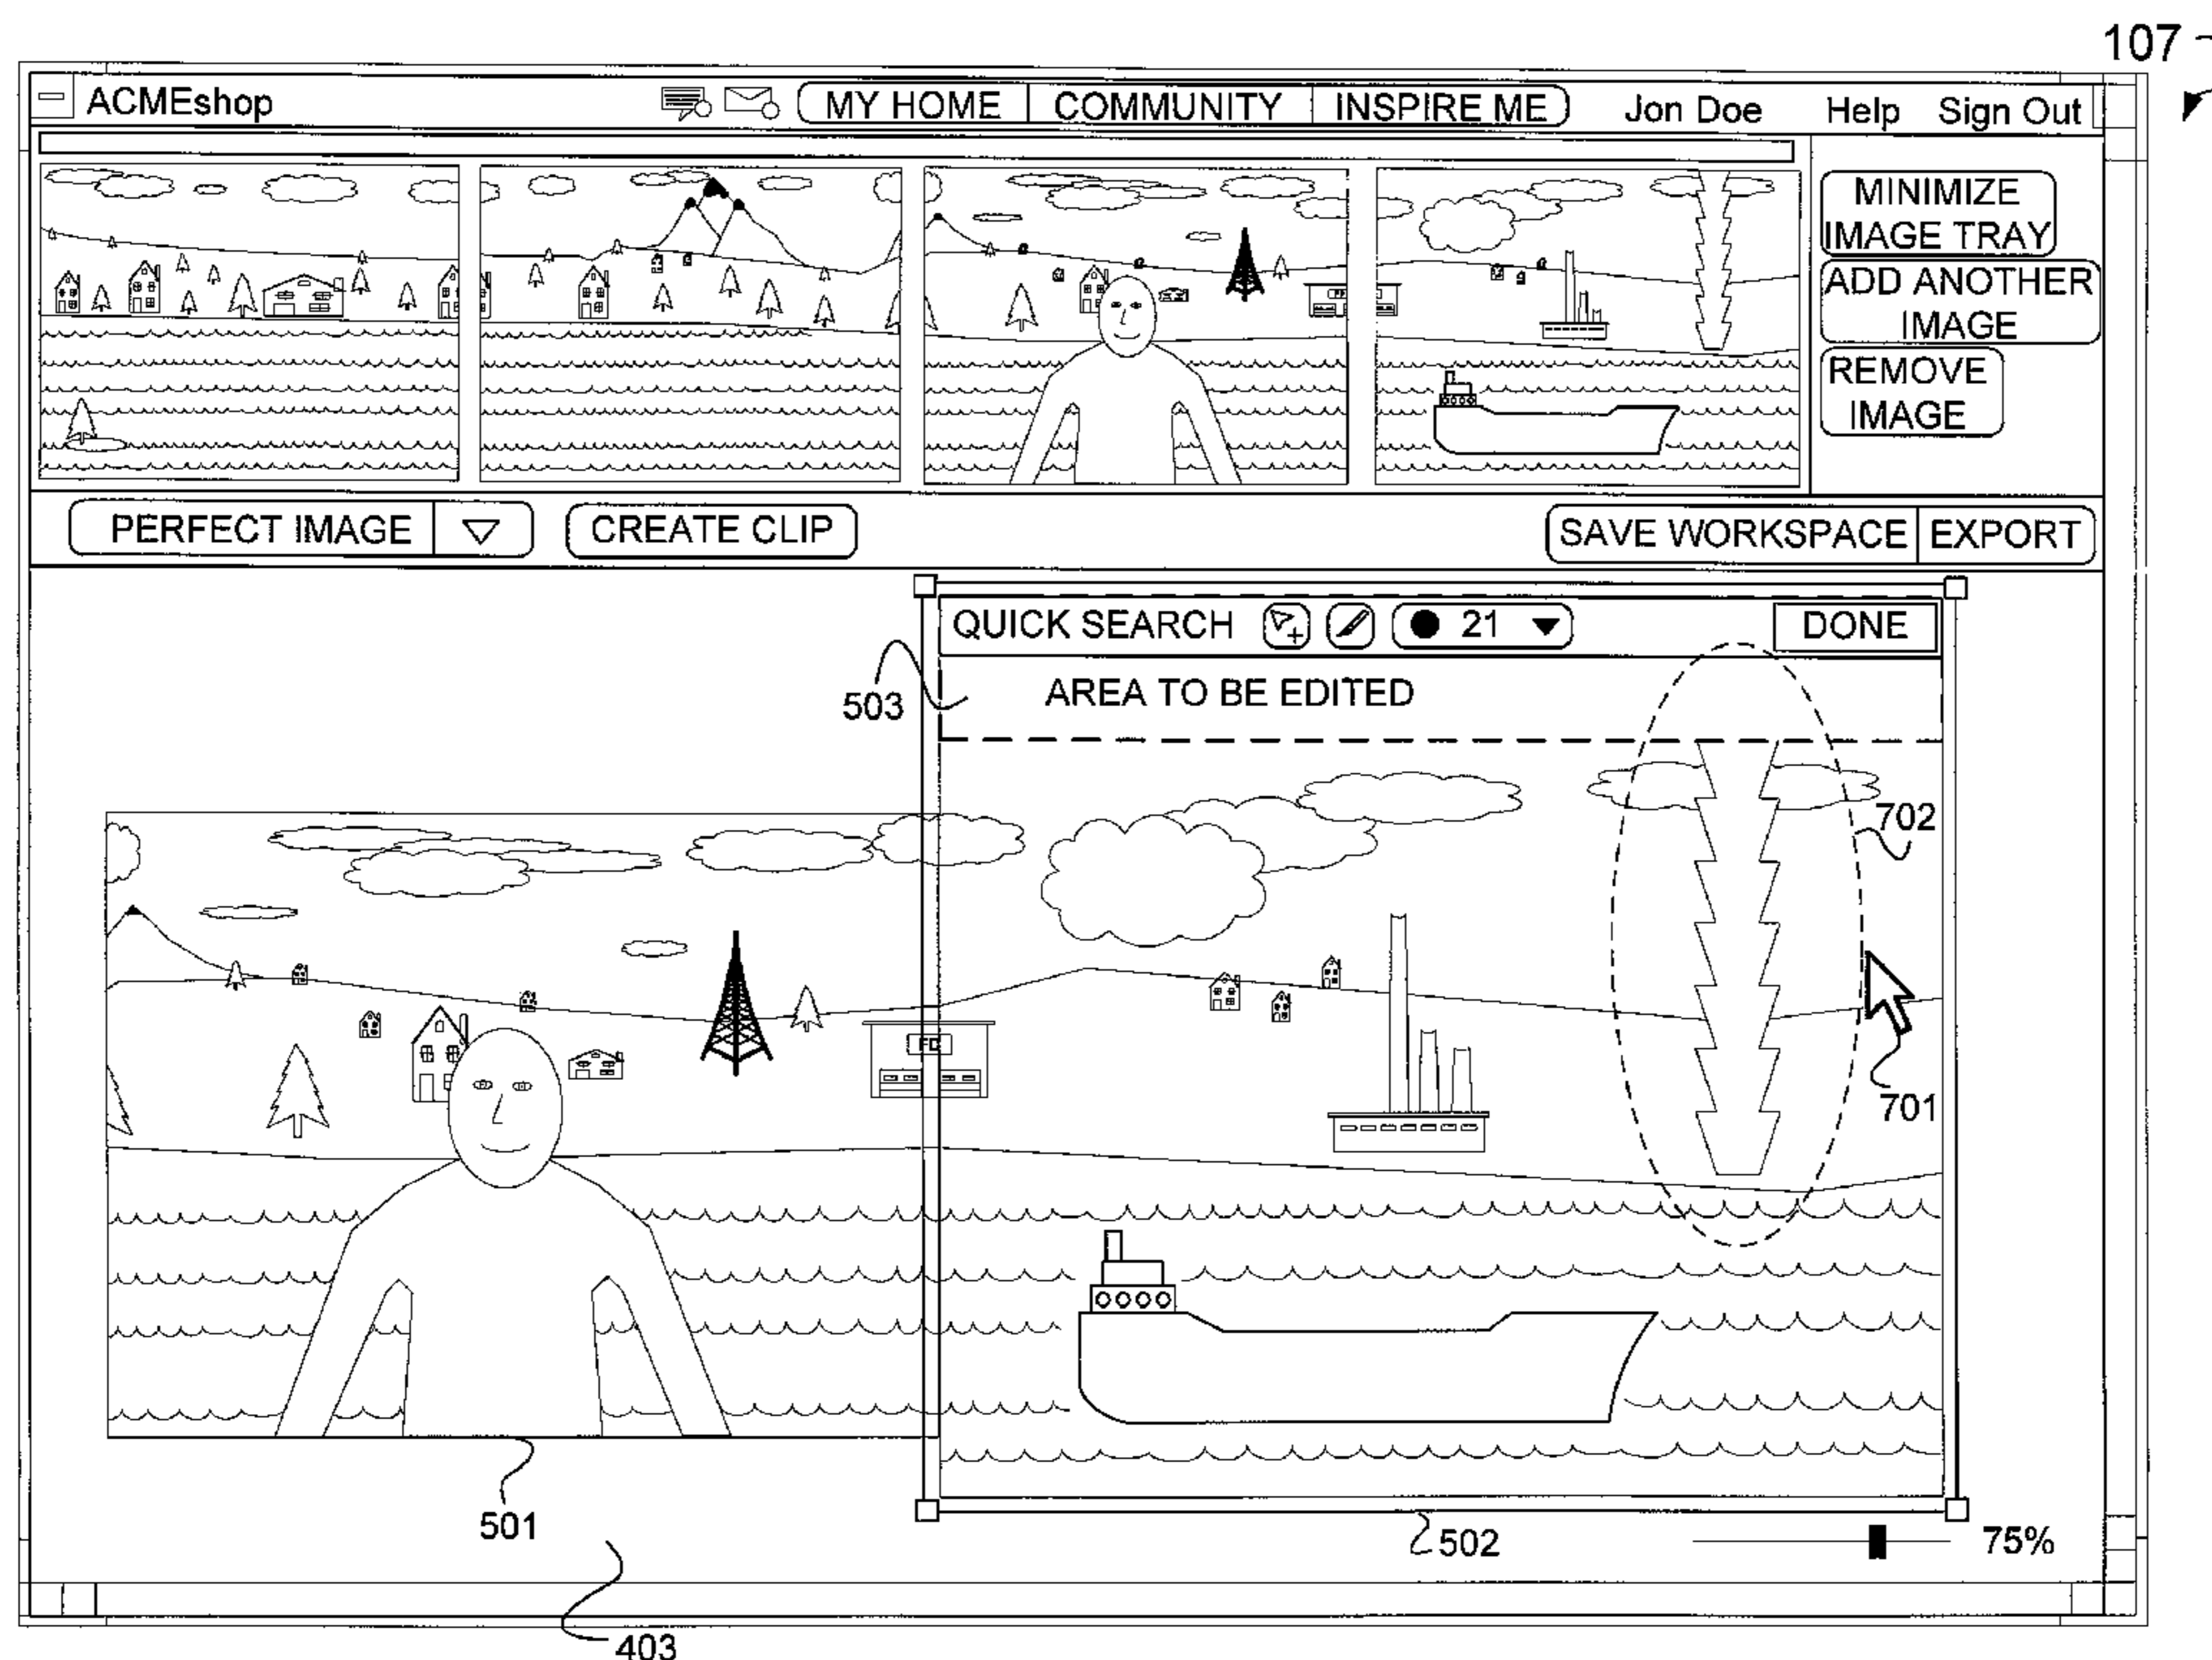 107
ACMEshop MY HOME COMMUNITY INSPIRE ME Jon Doe Help Sign Out
MINIMIZE
IMAGE TRAY
ADD ANOTHER
IMAGE
REMOVE
IMAGE
PERFECT IMAGE CREATE CLIP SAVE WORKSPACE EXPORT
QUICK SEARCH 21 DONE
503 AREA TO BE EDITED
702
FC
701
501
502 75%
403